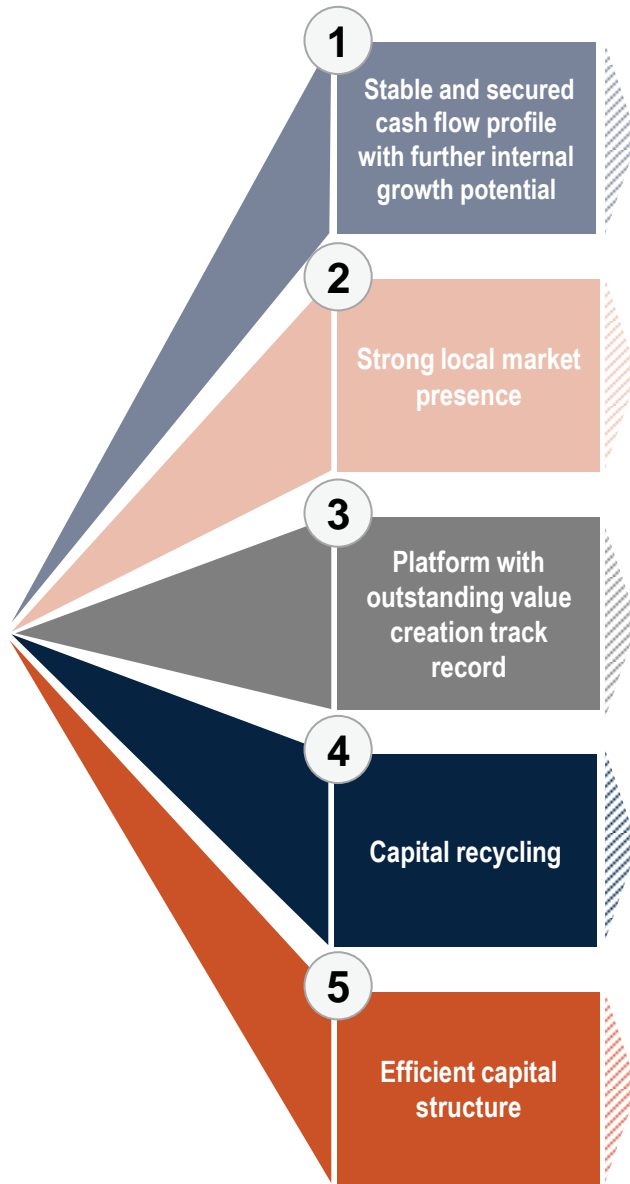 1
Stable and secured
cash flow profile
with further internal
growth potential
2
Strong local market
presence
3
Platform with
outstanding value
creation track
record
4
Capital recycling
5
Efficient capital
structure